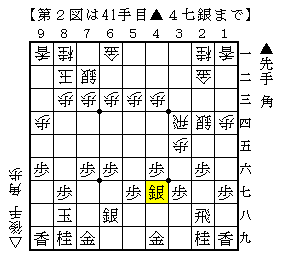 【第２図は41手目▲４七銀まで】
9 8 7 6 5 4 3 2 1
香 桂 金 桂 香 一
玉 銀 金 二
歩 歩 歩 歩 歩 三
歩 飛 銀 歩 四
歩 五
歩 歩 歩 歩 歩 六
歩 歩 銀 歩 歩 七
玉 銀 飛 八
香 桂 金 金 桂 香 九
▲先手 角
△後手 角 歩